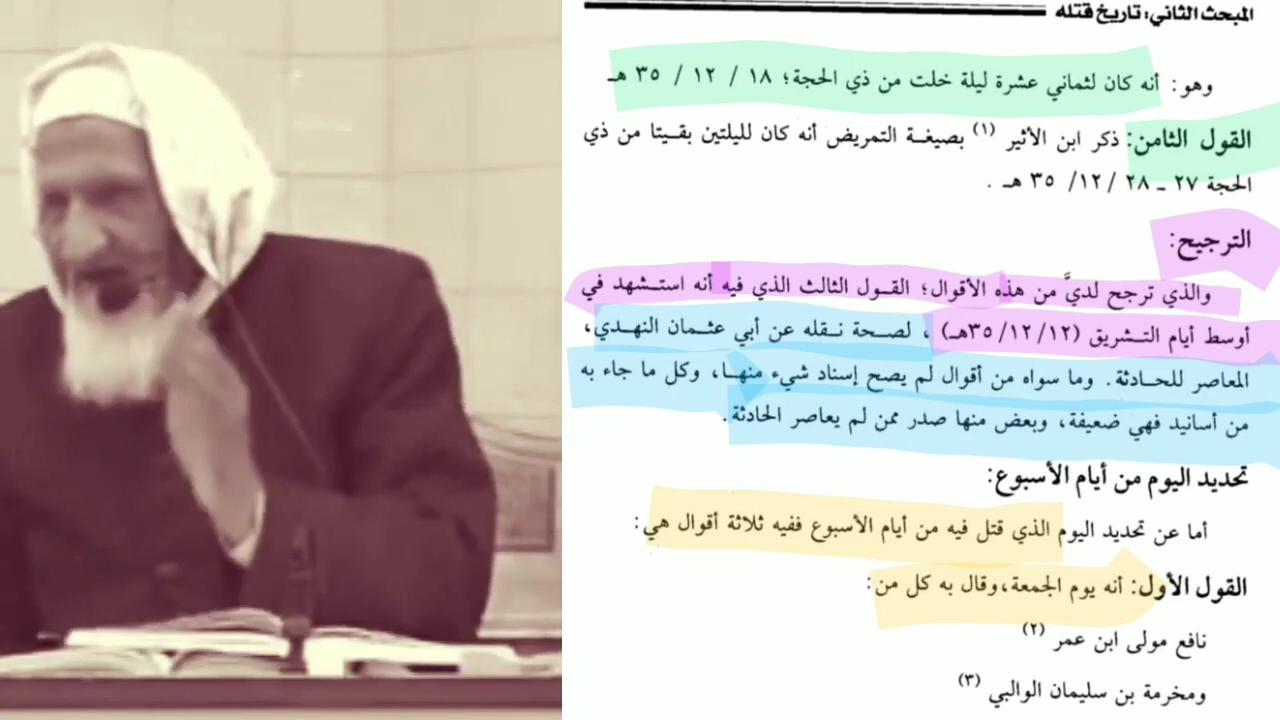 المبحث الثاني: تاريخ قتله
وهو: أنه كان لثماني عشرة ليلة خلت من ذي الحجة؛ ١٨ / ١٢ / ٣٥ هـ
القول الثامن: ذكر ابن الأثير (١) بصيغة التمريض أنه كان لليلتين بقيتا من ذي
الحجة ٢٧ - ٢٨ /١٢/ ٣٥ هـ .
الترجيح:
والذي ترجح لديَّ من هذه الأقوال؛ القول الثالث الذي فيه أنه استشهد في
أوسط أيام التشريق (٣٥/١٢/١٢هـ) ، لصحة نقله عن أبي عثمان النهدي،
المعاصر للحادثة. وما سواه من أقوال لم يصح إسناد شيء منها، وكل ما جاء به
من أسانيد فهي ضعيفة، وبعض منها صدر ممن لم يعاصر الحادثة.
تحديد اليوم من أيام الأسبوع:
أما عن تحديد اليوم الذي قتل فيه من أيام الأسبوع ففيه ثلاثة أقوال هي:
القول الأول: أنه يوم الجمعة،وقال به كل من:
نافع مولى ابن عمر (٢)
ومخرمة بن سليمان الوالبي (٣)